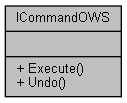 ICommandOWS
+ Execute()
+ Undo()